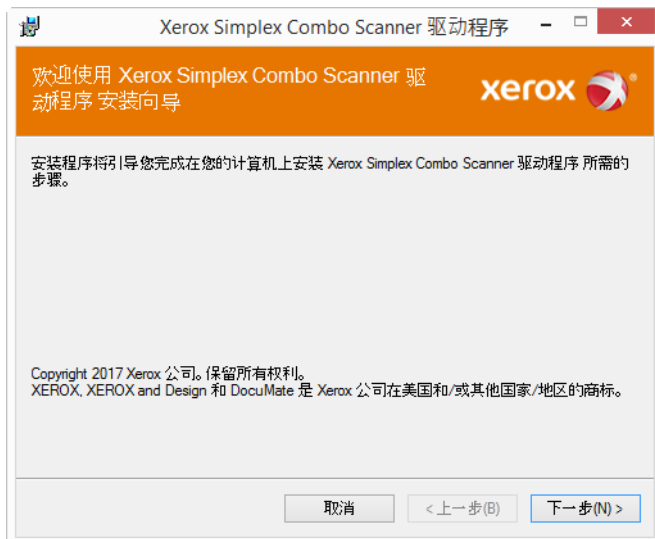 Xerox Simplex Combo Scanner 驱动程序
欢迎使用 Xerox Simplex Combo Scanner 驱
动程序 安装向导
xerox
安装程序将引导您完成在您的计算机上安装 Xerox Simplex Combo Scanner 驱动程序 所需的
步骤。
Copyright 2017 Xerox 公司。保留所有权利。
XEROX, XEROX and Design 和 DocuMate 是 Xerox 公司在美国和/或其他国家/地区的商标。
取消
< 上一步(B)
下一步(N) >